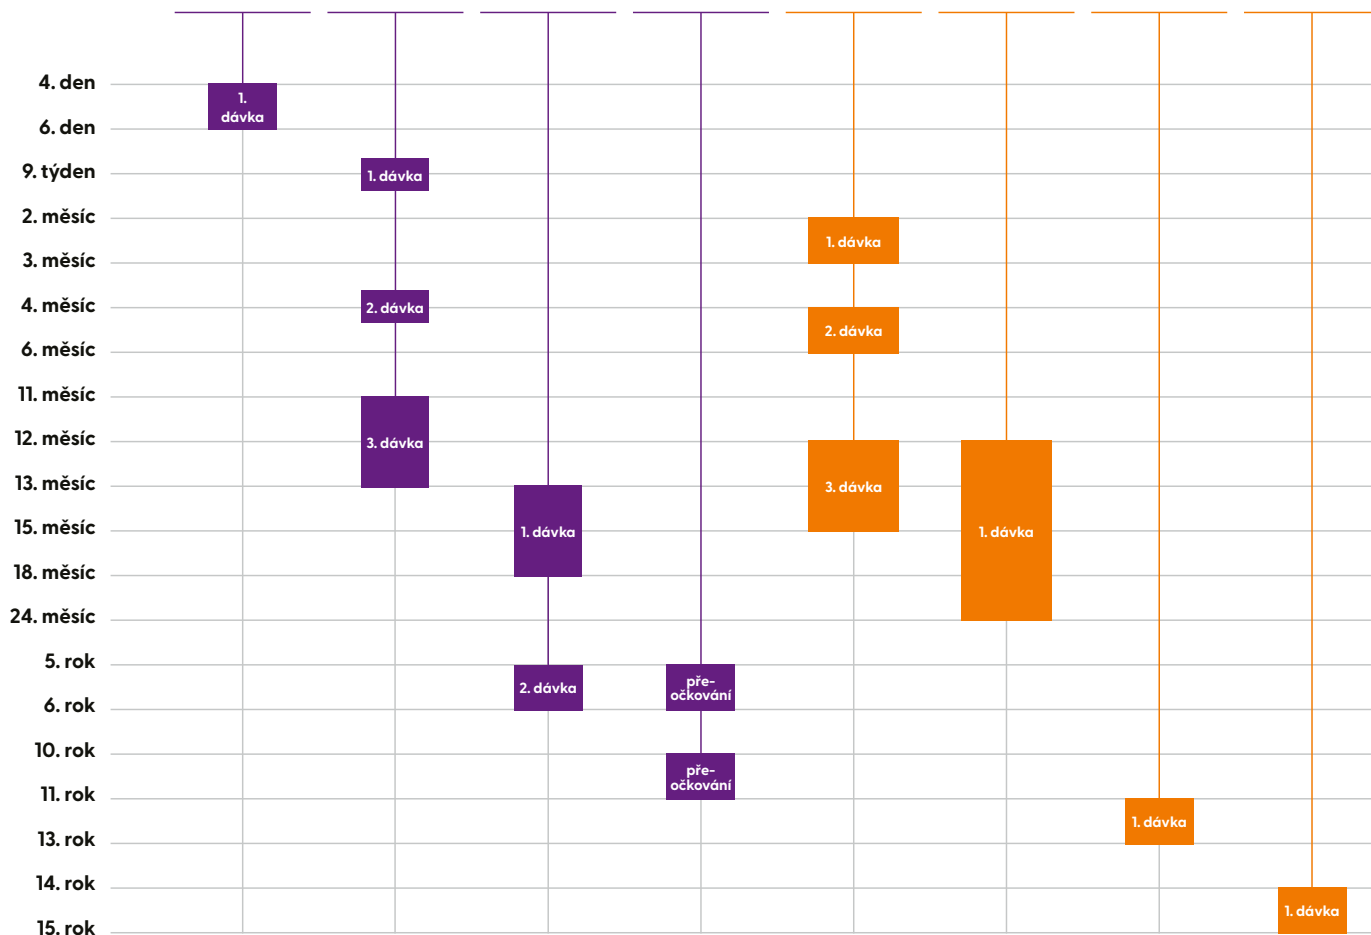 4. den
1.
dávka
6. den
9. týden
1. dávka
2. měsíc
1. dávka
3. měsíc
4. měsíc
2. dávka
2. dávka
6. měsíc
11. měsíc
12. měsíc
3. dávka
13. měsíc
3. dávka
15. měsíc
1. dávka
1. dávka
18. měsíc
24. měsíc
5. rok
2. dávka
pře-
očkování
6. rok
10. rok
pře-
očkování
11. rok
1. dávka
13. rok
14. rok
1. dávka
15. rok